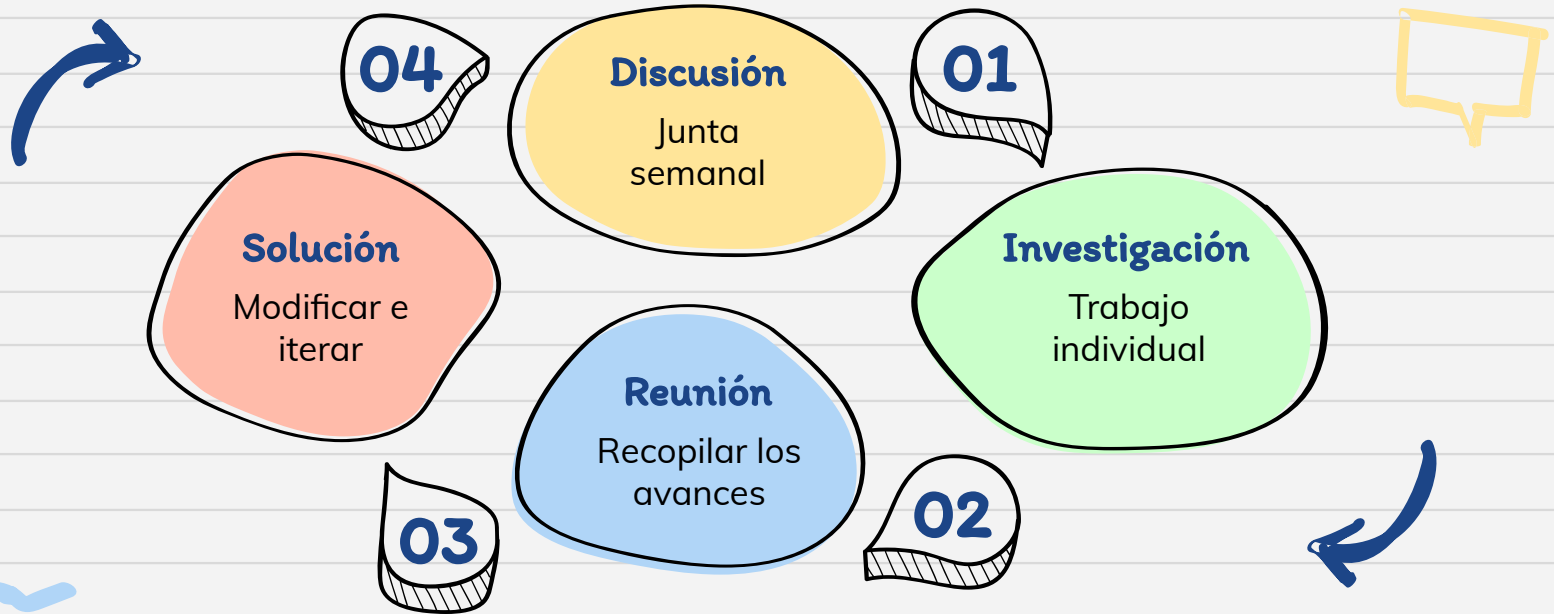 04
Discusión
Junta
semanal
01
Solución
Modificar e
iterar
Investigación
Trabajo
individual
Reunión
Recopilar los
avances
03
02